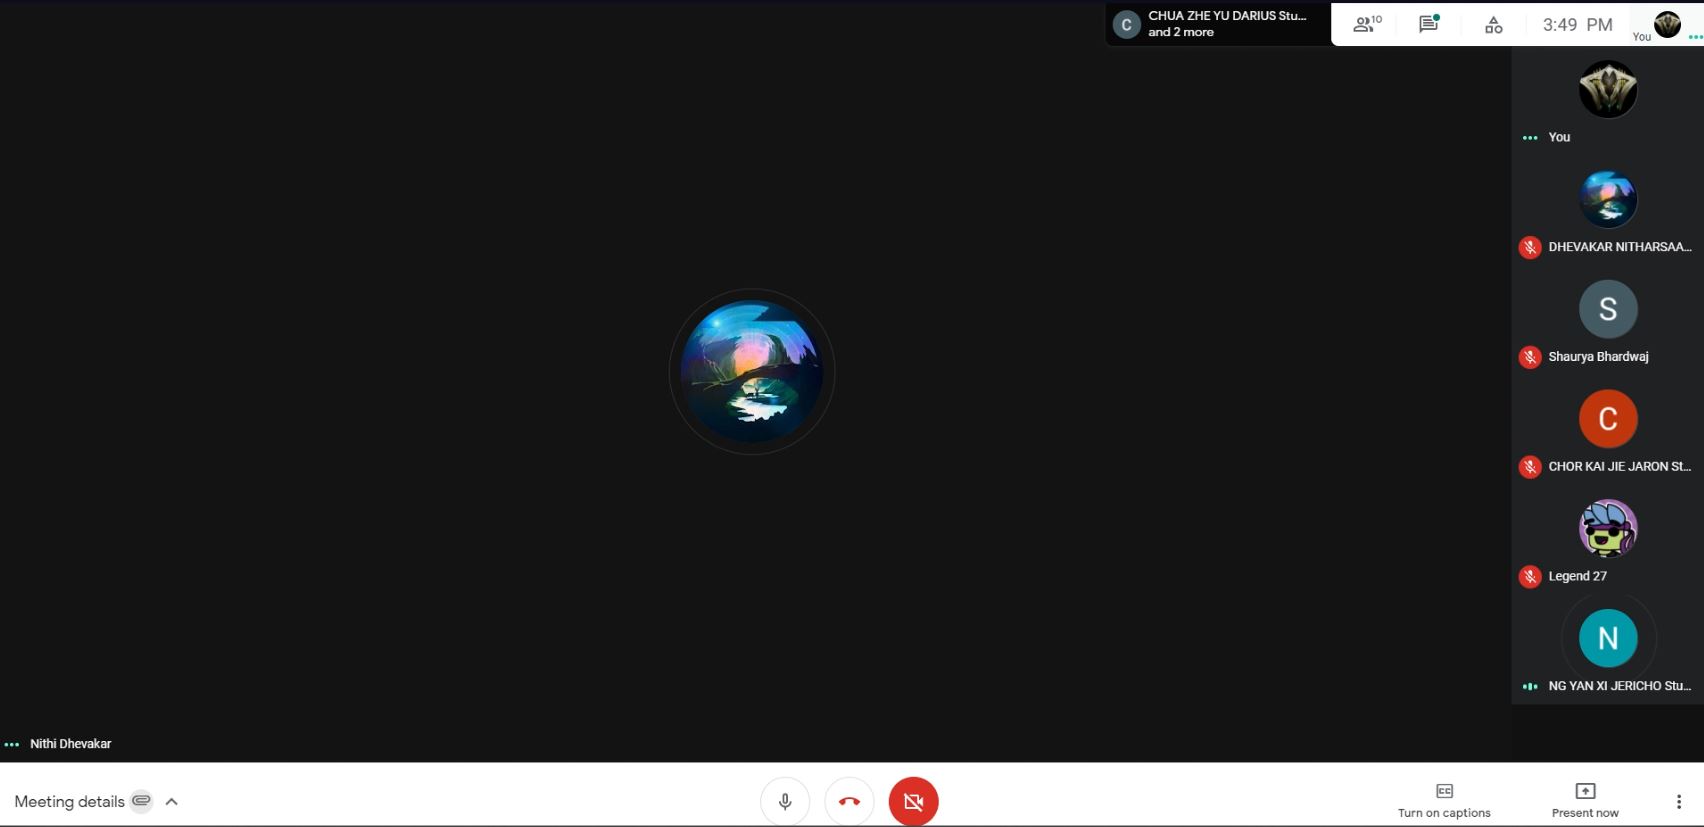 C
CHUA ZHE YU DARIUS Stu...
and 2 more
10
3:49 PM
You
You
DHEVAKAR NITHARSAA...
S
Shaurya Bhardwaj
C
CHOR KAI JIE JARON St...
Legend 27
N
NG YAN XI JERICHO Stu...
Nithi Dhevakar
Meeting details
CC
Turn on captions
Present now